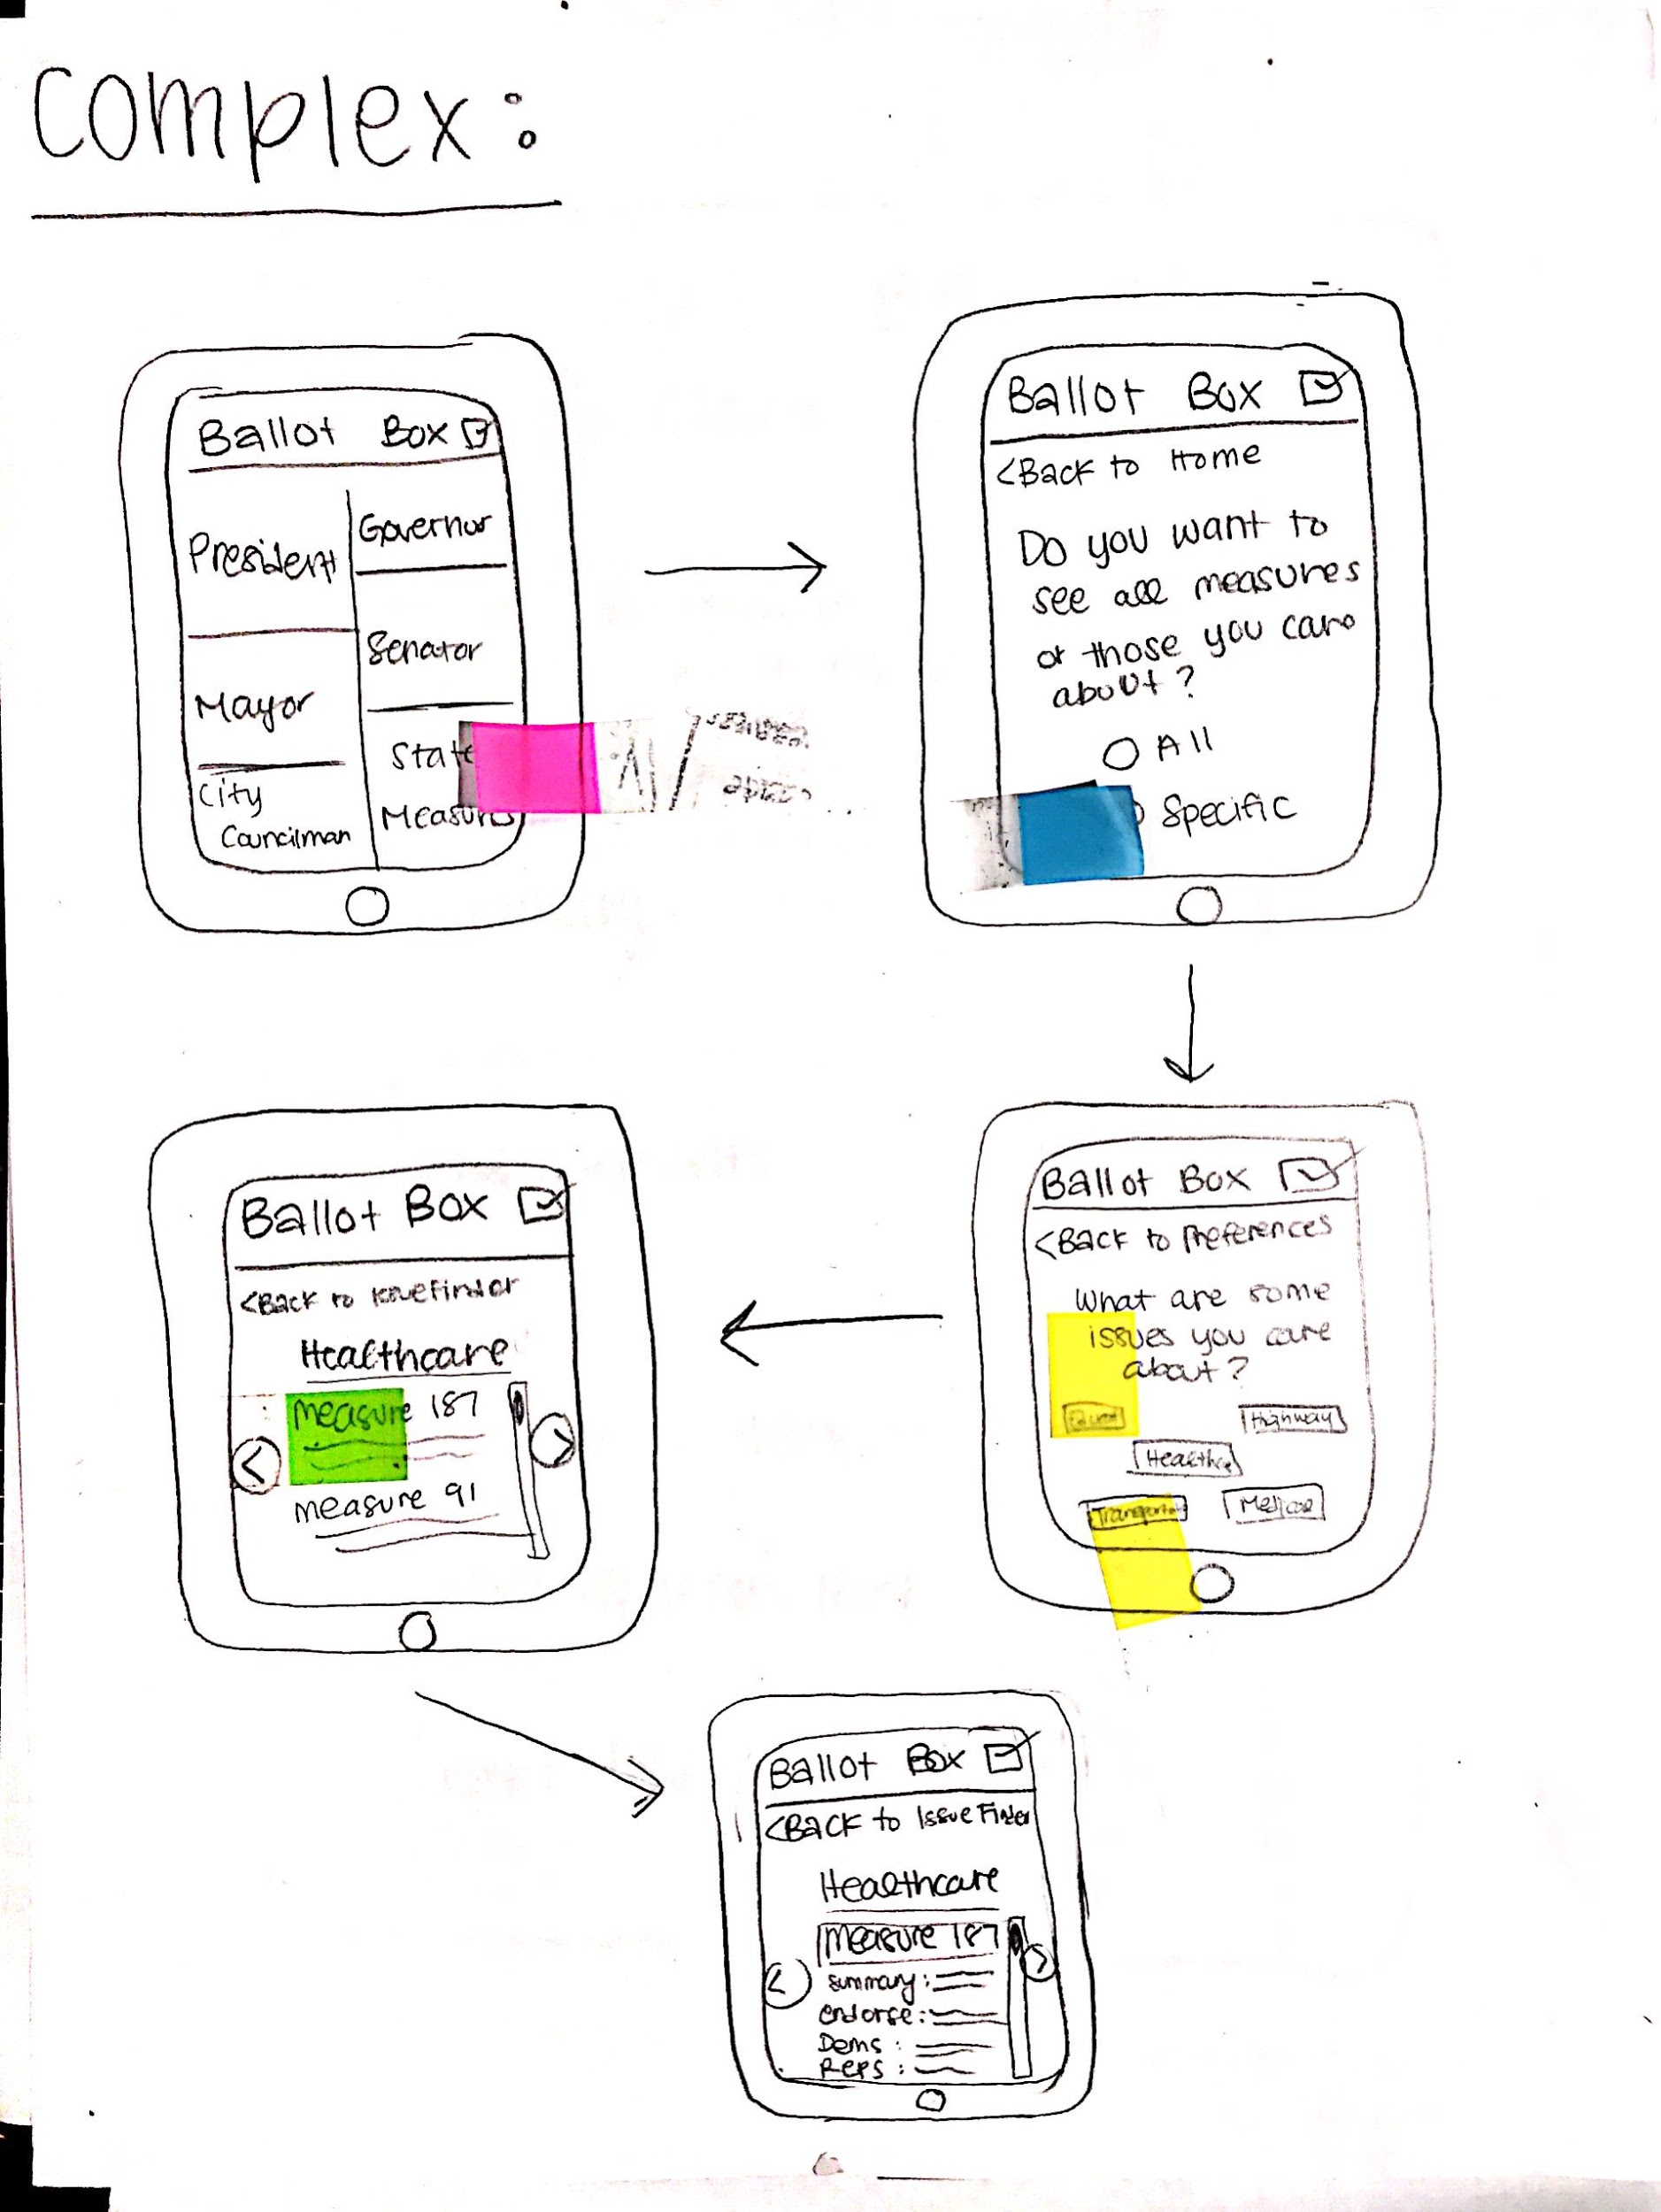 Complex:
Ballot Box
President
Governor
Senator
Mayor
State
Measures
City
Councilman
Ballot Box
<Back to Home
Do you want to
see all measures
or those you care
about?
All
Specific
Ballot Box
<Back to Preferences
What are some
issues you care
about?
Highway
Ballot Box
<Back to Issuefinder
Healthcare
measure 187
<
>
measure 91
Ballot Box
<Back to Issue Finder
Healthcare
measure 187
<
>
summary:
endorse:
Dems:
Reps: